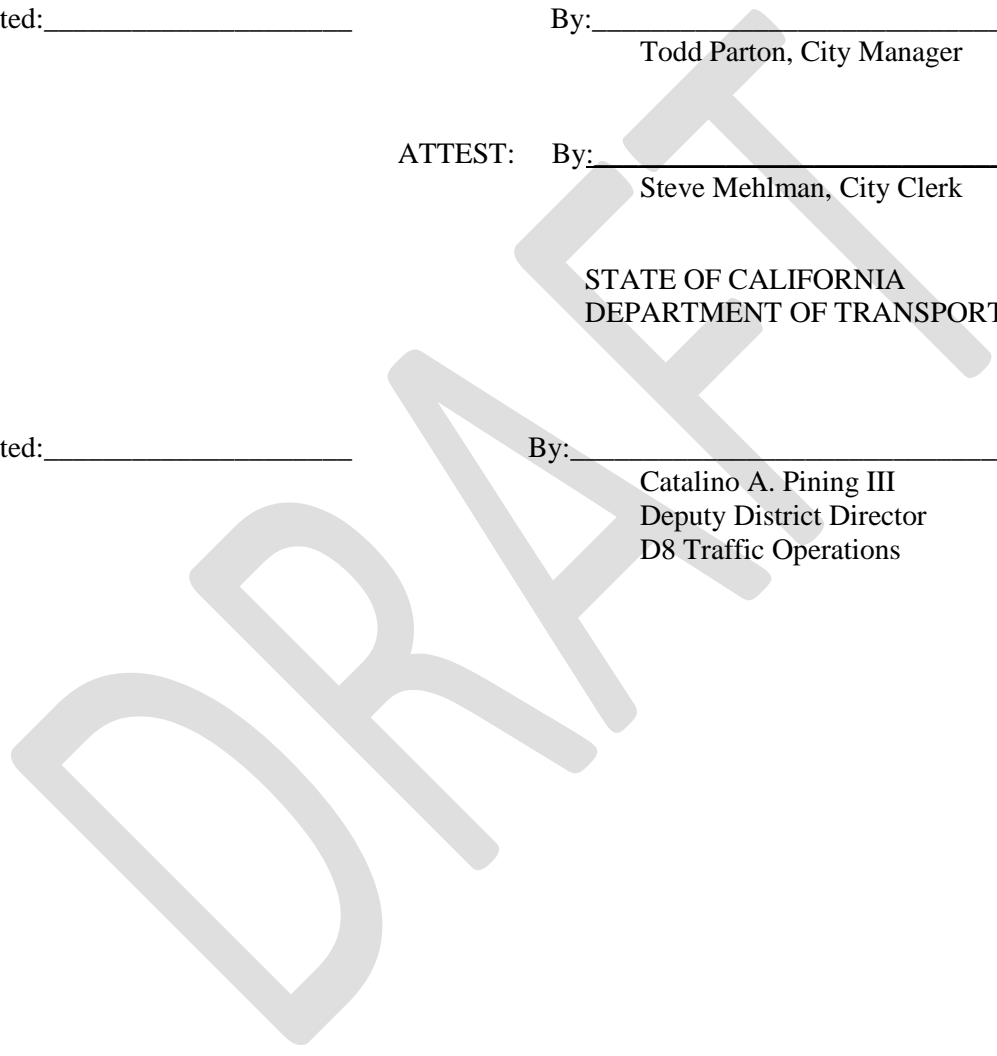 ted:______________________ By:______________________________
Todd Parton, City Manager
ATTEST: By:______________________________
Steve Mehlman, City Clerk
STATE OF CALIFORNIA
DEPARTMENT OF TRANSPORT
ted:______________________ By:______________________________
Catalino A. Pining III
Deputy District Director
D8 Traffic Operations
DRAFT